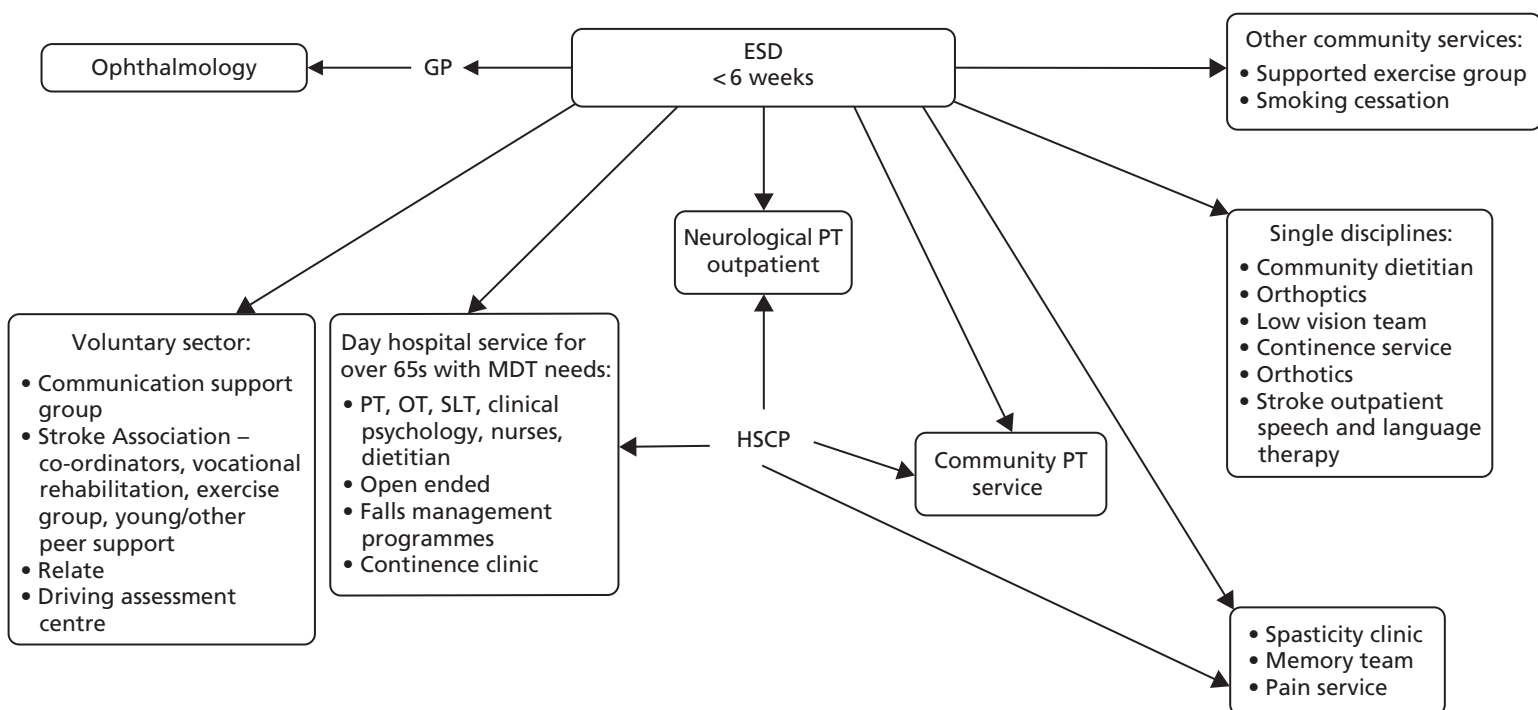 Ophthalmology
GP
ESD
<6 weeks
Other community services:
• Supported exercise group
• Smoking cessation
Neurological PT
outpatient
Single disciplines:
• Community dietitian
• Orthoptics
• Low vision team
• Continence service
• Orthotics
• Stroke outpatient
speech and language
therapy
Voluntary sector:
• Communication support
group
• Stroke Association –
co-ordinators, vocational
rehabilitation, exercise
group, young/other
peer support
• Relate
• Driving assessment
centre
Day hospital service for
over 65s with MDT needs:
• PT, OT, SLT, clinical
psychology, nurses,
dietitian
• Open ended
• Falls management
programmes
• Continence clinic
HSCP
Community PT
service
• Spasticity clinic
• Memory team
• Pain service